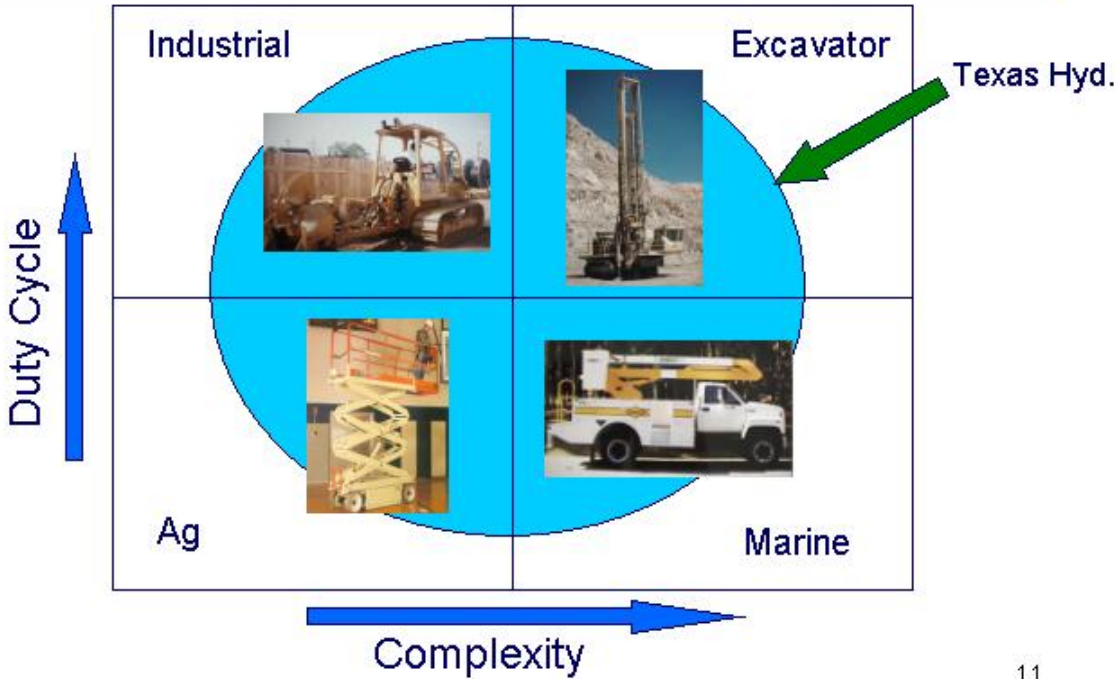 Industrial
Excavator
Texas Hyd.
Duty Cycle
Ag
Marine
Complexity
11